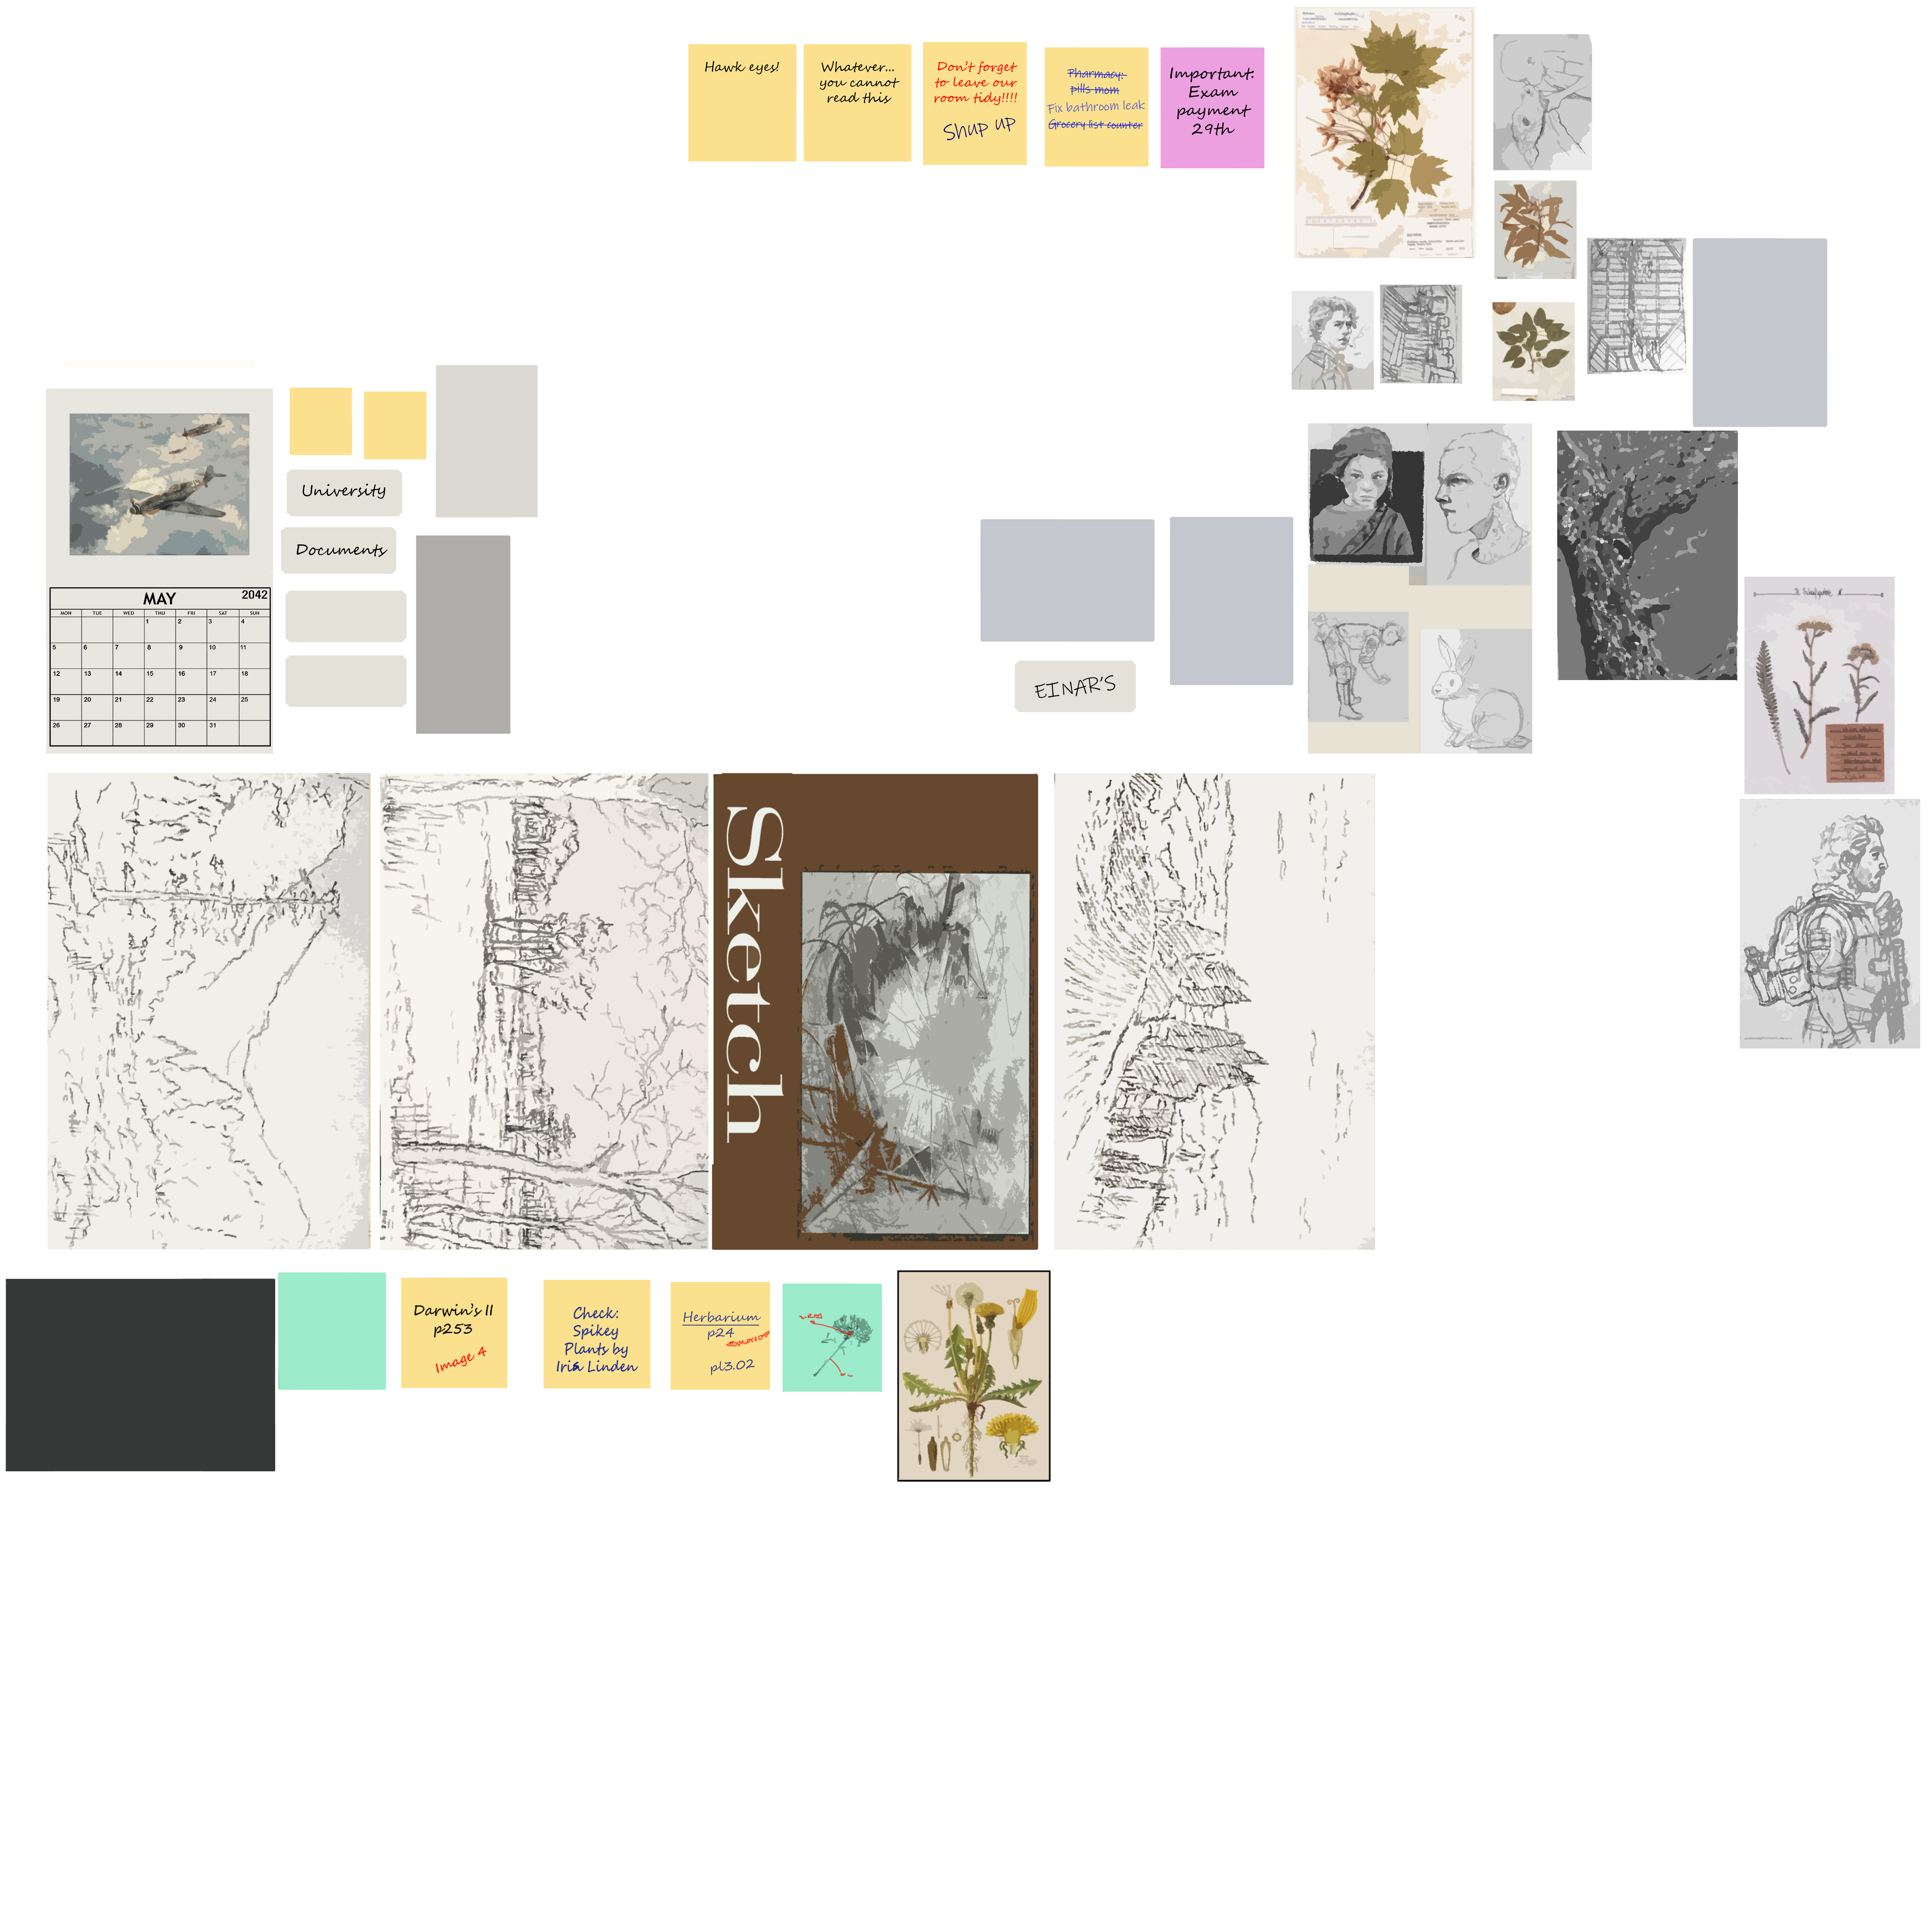 Hawk eyes!
Whatever...
you cannot
read this
Don't forget
to leave our
room tidy!!!!
SHUP UP
Pharmacy:
pills mom
Fix bathroom leak
Grocery list counter
Important:
Exam
payment
29th
University
Documents
MAY 2042
MON TUE WED THU FRI SAT SUN
1 2 3 4
5 6 7 8 9 10 11
12 13 14 15 16 17 18
19 20 21 22 23 24 25
26 27 28 29 30 31
EINAR'S
Sketch
Darwin's II
p253
Image 4
Check:
Spikey
Plants by
Iris Linden
Herbarium
p24
pl3.02